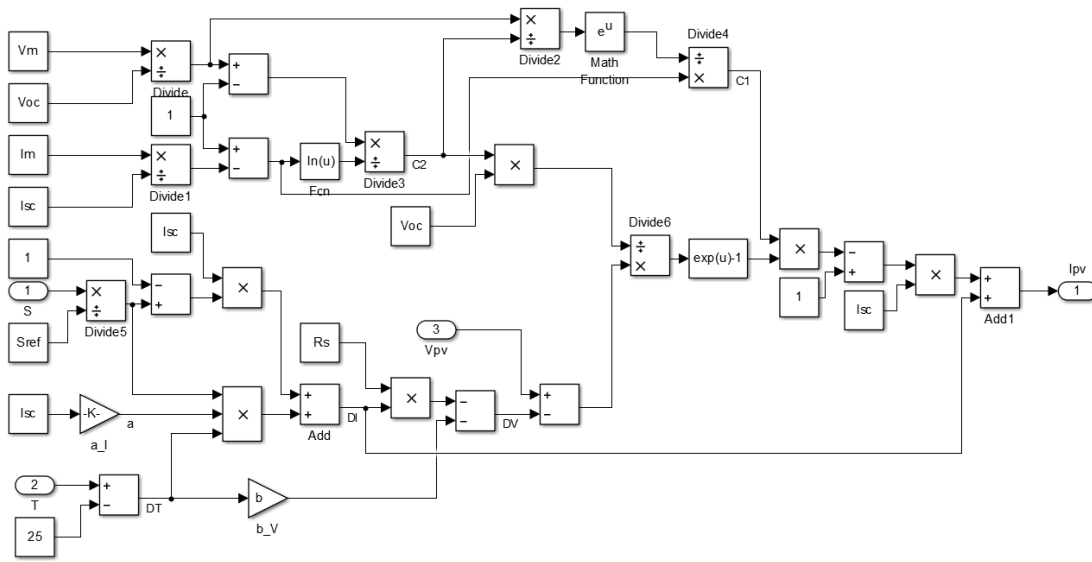 Vm
×
÷
Divide
Voc
+
−
1
×
÷
Divide2
e^u
Math
Function
Divide4
÷
×
C1
Im
×
÷
Divide1
Isc
+
−
ln(u)
Fcn
×
÷
Divide3
C2
×
Voc
Isc
×
1
1
S
×
÷
Divide5
−
+
Sref
Divide6
÷
×
exp(u)-1
×
−
+
1
×
Isc
+
+
Add1
Ipv
1
Rs
3
Vpv
Isc
-K-
a
a_I
×
+
+
Add
DI
×
−
−
DV
+
−
2
T
+
−
DT
25
b
b_V